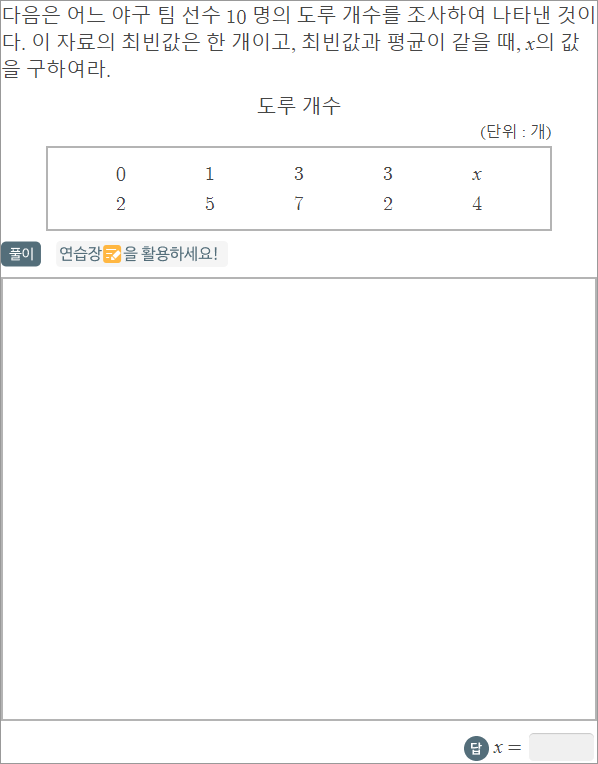 다음은 어느 야구 팀 선수 10 명의 도루 개수를 조사하여 나타낸 것이
다. 이 자료의 최빈값은 한 개이고, 최빈값과 평균이 같을 때, x의 값
을 구하여라.
도루 개수
(단위 : 개)
0 1 3 3 x
2 5 7 2 4
풀이 연습장을 활용하세요!
답 x =